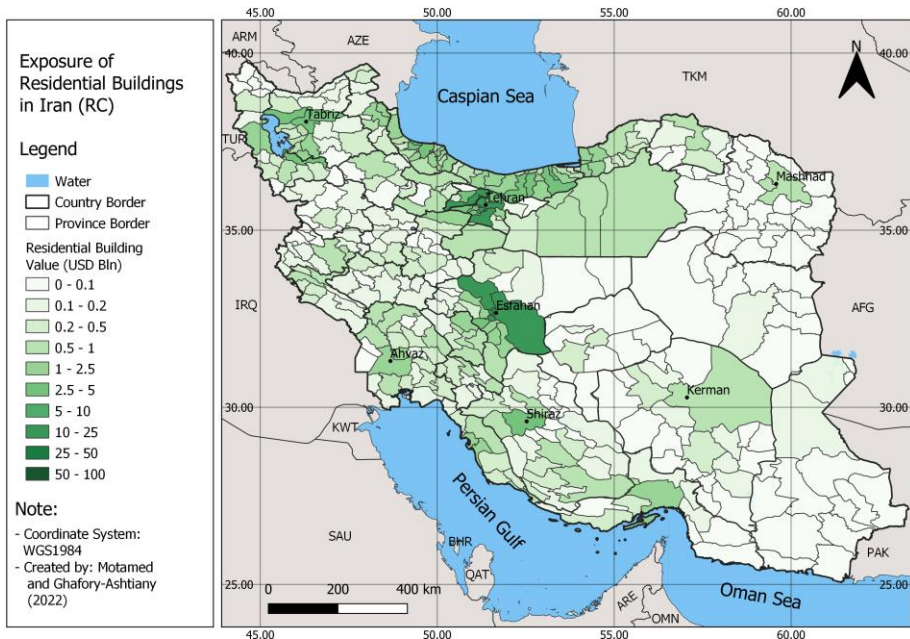 Exposure of
Residential Buildings
in Iran (RC)
Legend
Water
Country Border
Province Border
Residential Building
Value (USD Bln)
0 - 0.1
0.1 - 0.2
0.2 - 0.5
0.5 - 1
1 - 2.5
2.5 - 5
5 - 10
10 - 25
25 - 50
50 - 100
Note:
- Coordinate System:
WGS1984
- Created by: Motamed
and Ghafory-Ashtiany
(2022)
45.00 50.00 55.00 60.00
ARM
AZE
40.00 40.00
N
TKM
Caspian Sea
Tabriz
TUR
Mashhad
Tehran
35.00 35.00
IRQ
Esfahan
AFG
Ahvaz
Kerman
30.00 30.00
Shiraz
KWT
Persian Gulf
SAU
BHR
PAK
QAT
25.00 25.00
ARE
Oman Sea
OMN
0 200 400 km
45.00 50.00 55.00 60.00